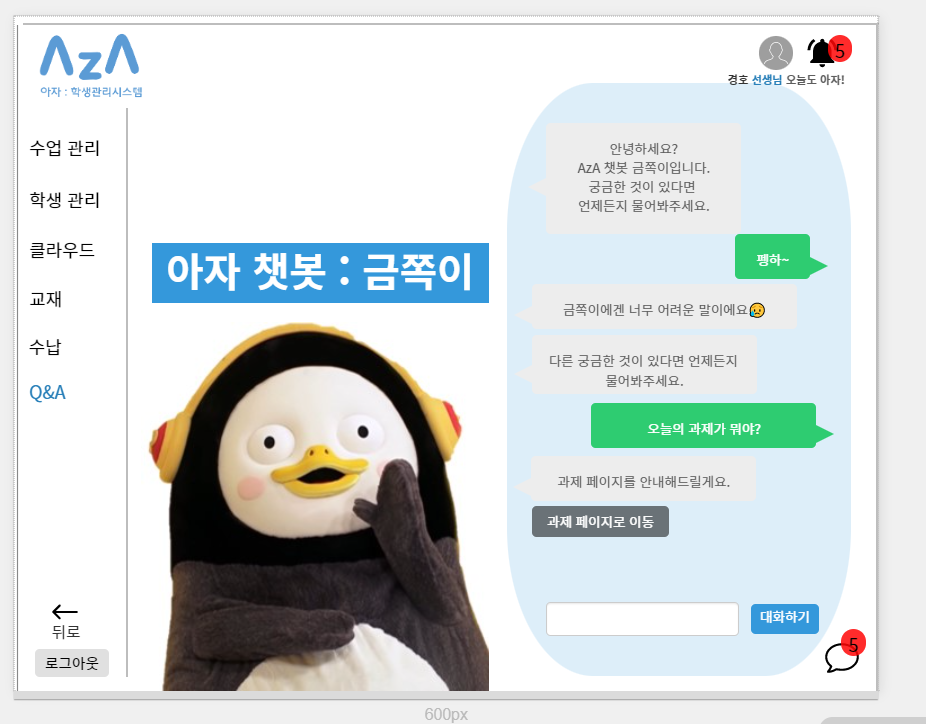 AzA
아자 : 학생관리시스템
5
경호 선생님 오늘도 아자!
수업 관리
학생 관리
클라우드
교재
수납
Q&A
뒤로
로그아웃
아자 챗봇 : 금쪽이
안녕하세요?
AzA 챗봇 금쪽이입니다.
궁금한 것이 있다면
언제든지 물어봐주세요.
펭하~
금쪽이에겐 너무 어려운 말이에요😥
다른 궁금한 것이 있다면 언제든지
물어봐주세요.
오늘의 과제가 뭐야?
과제 페이지를 안내해드릴게요.
과제 페이지로 이동
대화하기
5
600px